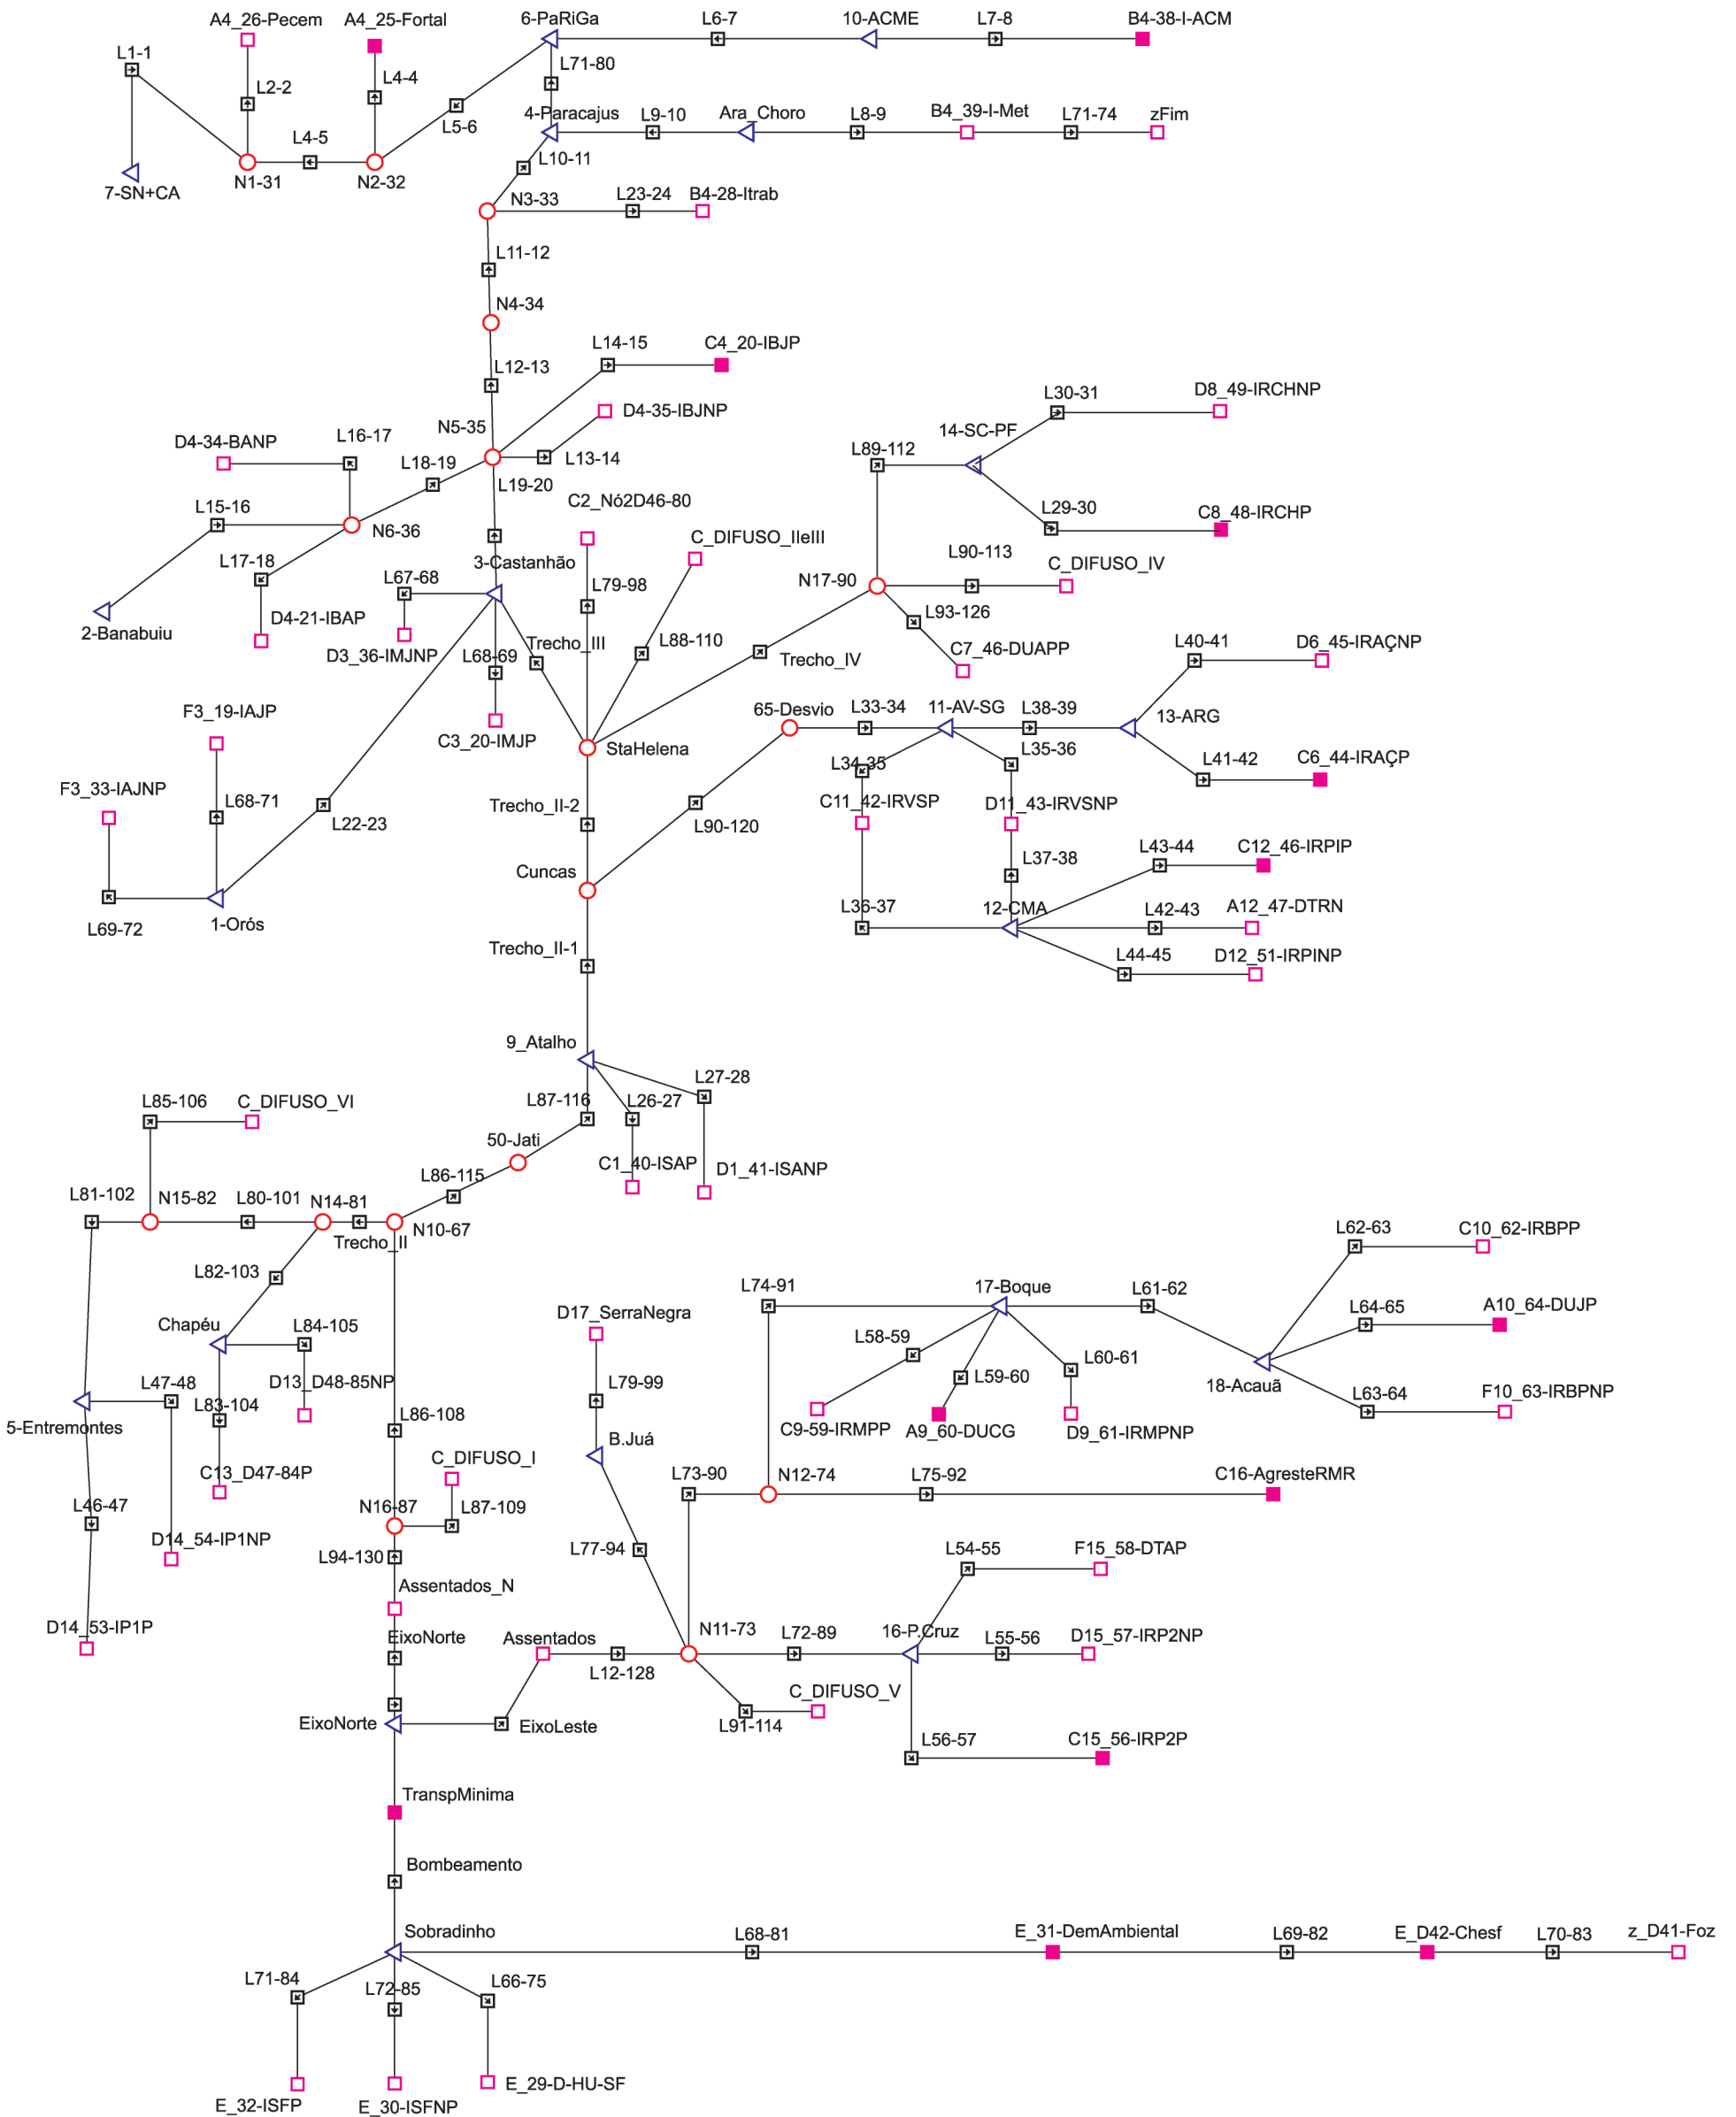 A4_26-Pecem
A4_25-Fortal
6-PaRiGa
L6-7
10-ACME
L7-8
B4-38-I-ACM
L1-1
L2-2
L4-4
L71-80
L5-6
4-Paracajus
L9-10
Ara_Choro
L8-9
B4_39-I-Met
L71-74
zFim
L4-5
L10-11
7-SN+CA
N1-31
N2-32
N3-33
L23-24
B4-28-Itrab
L11-12
N4-34
L12-13
L14-15
C4_20-IBJP
D4-35-IBJNP
N5-35
L13-14
L30-31
D8_49-IRCHNP
14-SC-PF
L89-112
D4-34-BANP
L16-17
L18-19
L19-20
C2_Nó2D46-80
L15-16
N6-36
L29-30
C8_48-IRCHP
C_DIFUSO_IIeIII
L90-113
C_DIFUSO_IV
L17-18
3-Castanhão
L67-68
L79-98
N17-90
L93-126
2-Banabuiu
D4-21-IBAP
D3_36-IMJNP
L68-69
Trecho_III
L88-110
Trecho_IV
C7_46-DUAPP
L40-41
D6_45-IRAÇNP
F3_19-IAJP
C3_20-IMJP
StaHelena
65-Desvio
L33-34
11-AV-SG
L38-39
13-ARG
L34-35
L35-36
L41-42
C6_44-IRAÇP
F3_33-IAJNP
L68-71
L22-23
Trecho_II-2
L90-120
C11_42-IRVSP
D11_43-IRVSNP
L43-44
C12_46-IRPIP
L37-38
Cuncas
L36-37
12-CMA
L42-43
A12_47-DTRN
L69-72
1-Orós
Trecho_II-1
L44-45
D12_51-IRPINP
9_Atalho
L27-28
L85-106
C_DIFUSO_VI
L87-116
L26-27
50-Jati
C1_40-ISAP
D1_41-ISANP
L86-115
L81-102
N15-82
L80-101
N14-81
N10-67
Trecho_II
L62-63
C10_62-IRBPP
L82-103
L74-91
17-Boque
L61-62
D17_SerraNegra
L64-65
A10_64-DUJP
Chapéu
L84-105
L58-59
L60-61
L59-60
18-Acauã
L47-48
D13_D48-85NP
L63-64
F10_63-IRBPNP
L83-104
L79-99
5-Entremontes
L86-108
C9-59-IRMPP
A9_60-DUCG
D9_61-IRMPNP
B.Juá
C_DIFUSO_I
C13_D47-84P
L73-90
N12-74
L75-92
C16-AgresteRMR
L46-47
N16-87
L87-109
D14_54-IP1NP
L94-130
L77-94
L54-55
F15_58-DTAP
Assentados_N
D14_53-IP1P
EixoNorte
Assentados
N11-73
L72-89
16-P.Cruz
L55-56
D15_57-IRP2NP
L12-128
C_DIFUSO_V
EixoNorte
EixoLeste
L91-114
L56-57
C15_56-IRP2P
TranspMinima
Bombeamento
Sobradinho
L68-81
E_31-DemAmbiental
L69-82
E_D42-Chesf
L70-83
z_D41-Foz
L71-84
L72-85
L66-75
E_32-ISFP
E_30-ISFNP
E_29-D-HU-SF